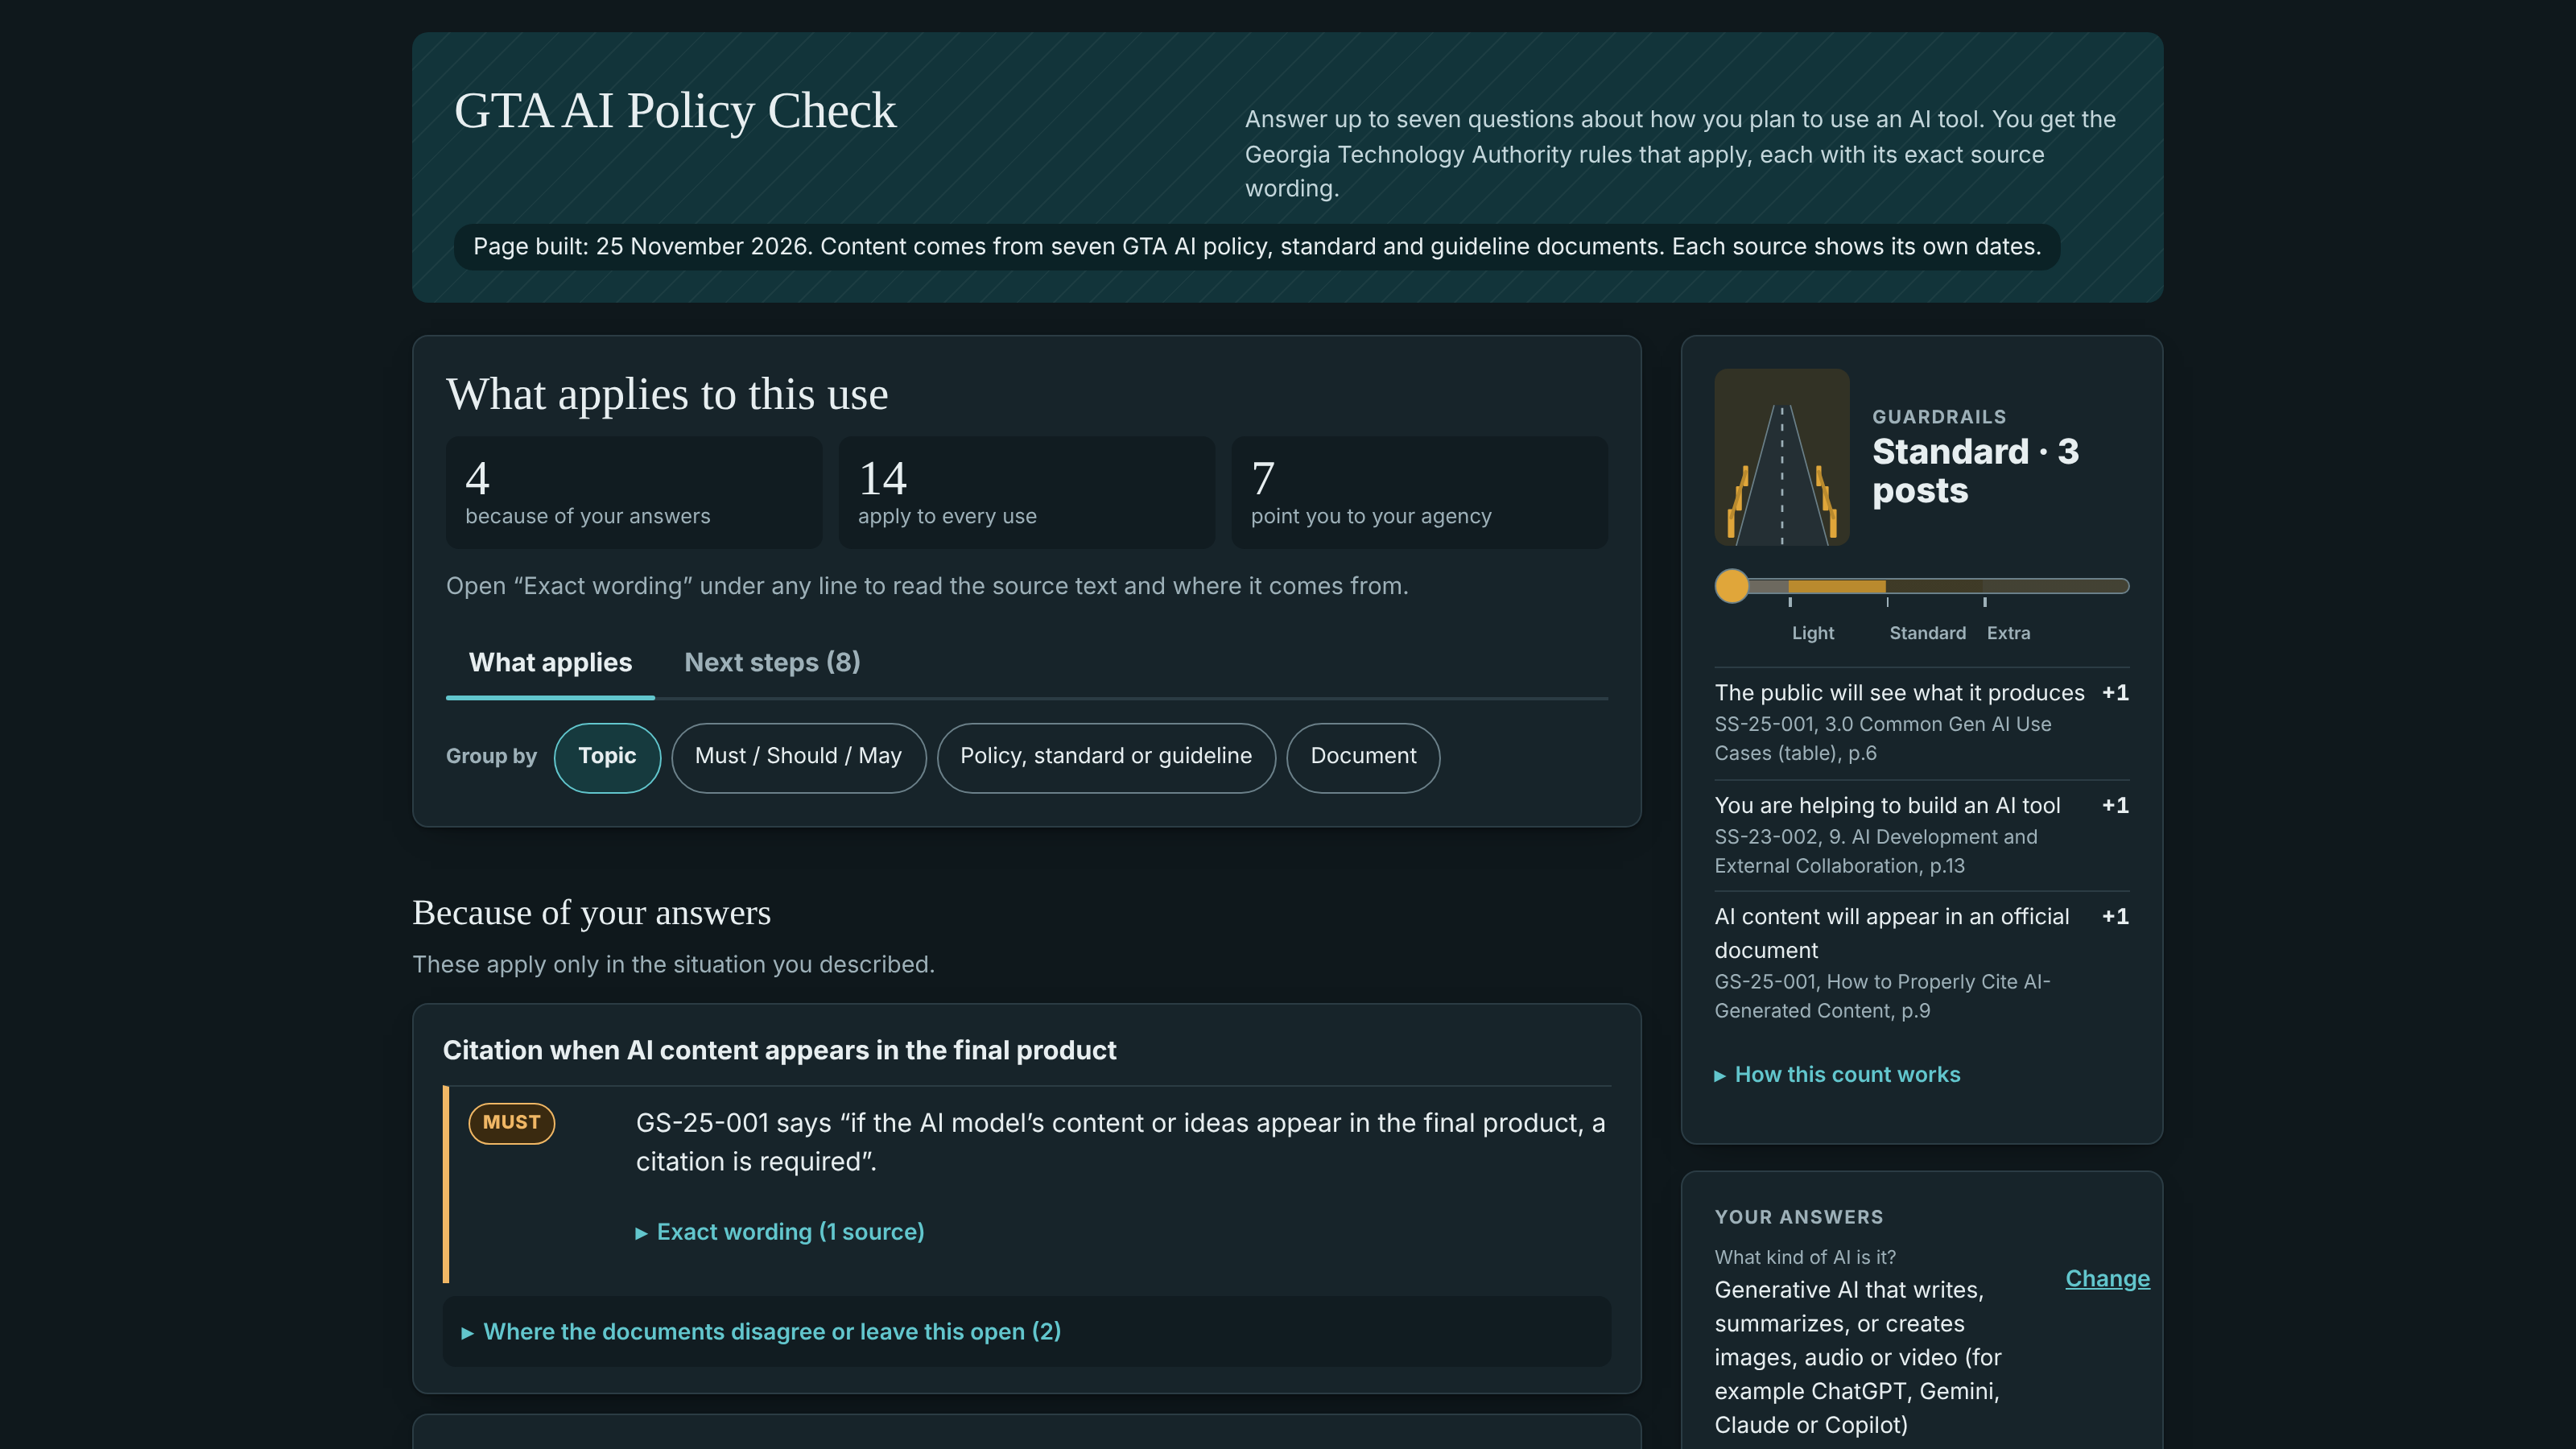 GTA AI Policy Check
Answer up to seven questions about how you plan to use an AI tool. You get the
Georgia Technology Authority rules that apply, each with its exact source
wording.
Page built: 25 November 2026. Content comes from seven GTA AI policy, standard and guideline documents. Each source shows its own dates.
What applies to this use
4
because of your answers
14
apply to every use
7
point you to your agency
Open “Exact wording” under any line to read the source text and where it comes from.
What applies
Next steps (8)
Group by
Topic
Must / Should / May
Policy, standard or guideline
Document
Because of your answers
These apply only in the situation you described.
Citation when AI content appears in the final product
MUST
GS-25-001 says “if the AI model’s content or ideas appear in the final product, a
citation is required”.
▸ Exact wording (1 source)
▸ Where the documents disagree or leave this open (2)
GUARDRAILS
Standard · 3
posts
Light
Standard
Extra
The public will see what it produces +1
SS-25-001, 3.0 Common Gen AI Use
Cases (table), p.6
You are helping to build an AI tool +1
SS-23-002, 9. AI Development and
External Collaboration, p.13
AI content will appear in an official +1
document
GS-25-001, How to Properly Cite AI-
Generated Content, p.9
▸ How this count works
YOUR ANSWERS
What kind of AI is it?
Change
Generative AI that writes,
summarizes, or creates
images, audio or video (for
example ChatGPT, Gemini,
Claude or Copilot)